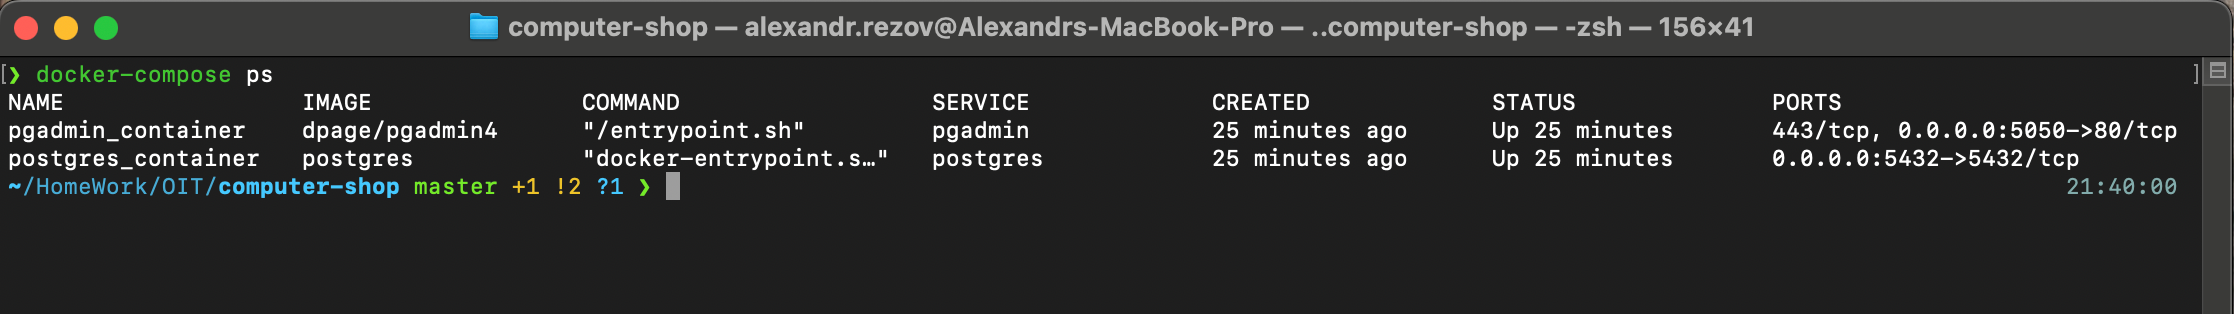 computer-shop — alexandr.rezov@Alexandrs-MacBook-Pro — ..computer-shop — -zsh — 156×41
[❯ docker-compose ps ]
NAME IMAGE COMMAND SERVICE CREATED STATUS PORTS
pgadmin_container dpage/pgadmin4 "/entrypoint.sh" pgadmin 25 minutes ago Up 25 minutes 443/tcp, 0.0.0.0:5050->80/tcp
postgres_container postgres "docker-entrypoint.s…" postgres 25 minutes ago Up 25 minutes 0.0.0.0:5432->5432/tcp
~/HomeWork/OIT/computer-shop master +1 !2 ?1 ❯ 21:40:00